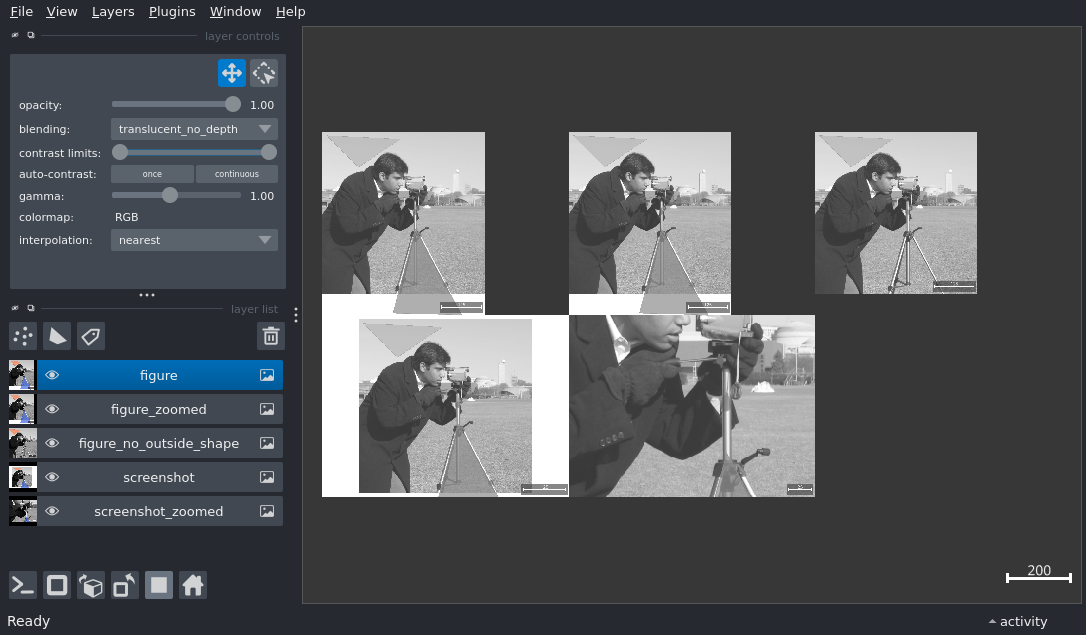 File View Layers Plugins Window Help
layer controls
opacity: 1.00
blending: translucent_no_depth
contrast limits:
auto-contrast: once continuous
gamma: 1.00
colormap: RGB
interpolation: nearest
layer list
figure
figure_zoomed
figure_no_outside_shape
screenshot
screenshot_zoomed
200
Ready
activity